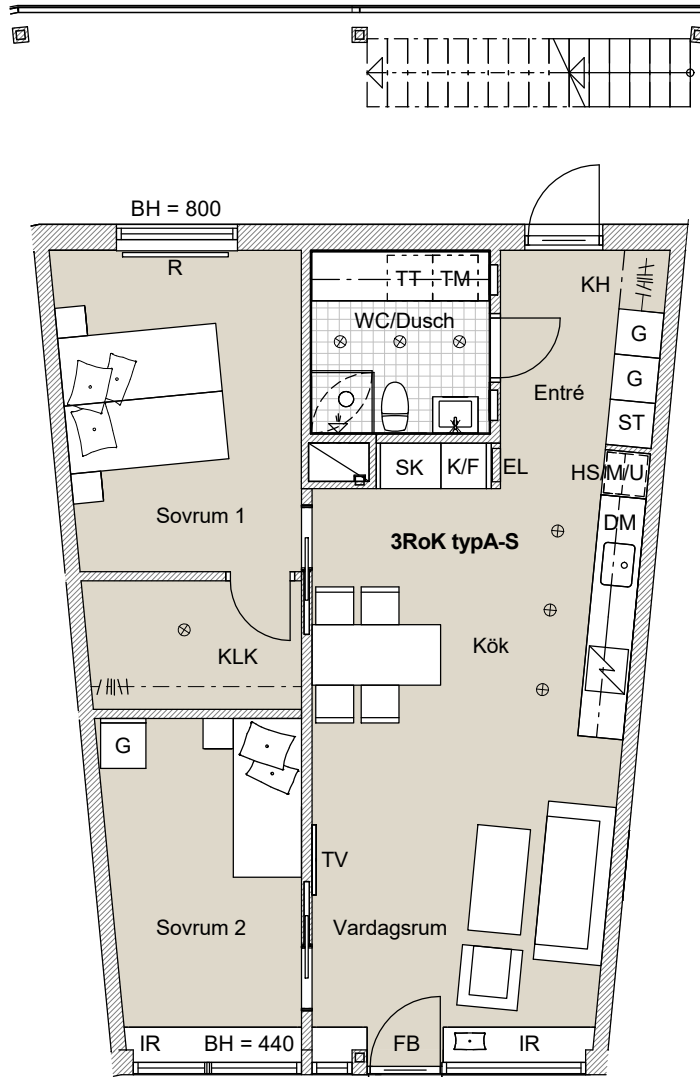 BH = 800
R
TT TM
KH
WC/Dusch
G
G
Entré
ST
SK K/F EL
HS/M/U
DM
Sovrum 1
3RoK typA-S
Kök
KLK
G
TV
Sovrum 2
Vardagsrum
IR BH = 440 FB IR